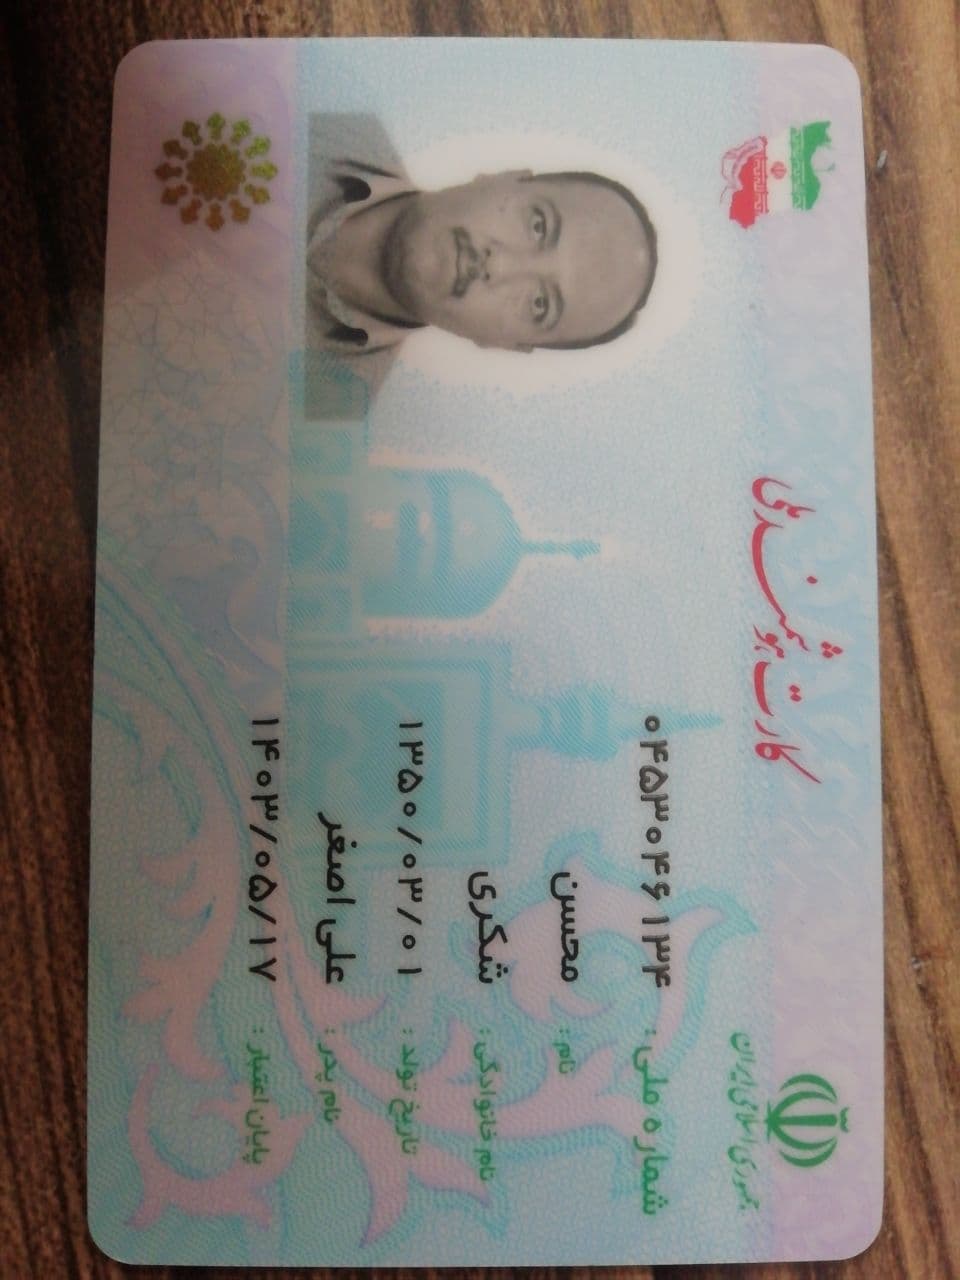 جمهوری اسلامی ایران
کارت هوشمند ملی
شماره ملی : ۰۴۵۳۰۴۶۱۳۴
نام : محسن
نام خانوادگی : شکری
تاریخ تولد : ۱۳۵۰/۰۳/۰۱
نام پدر : علی اصغر
پایان اعتبار : ۱۴۰۳/۰۵/۱۷